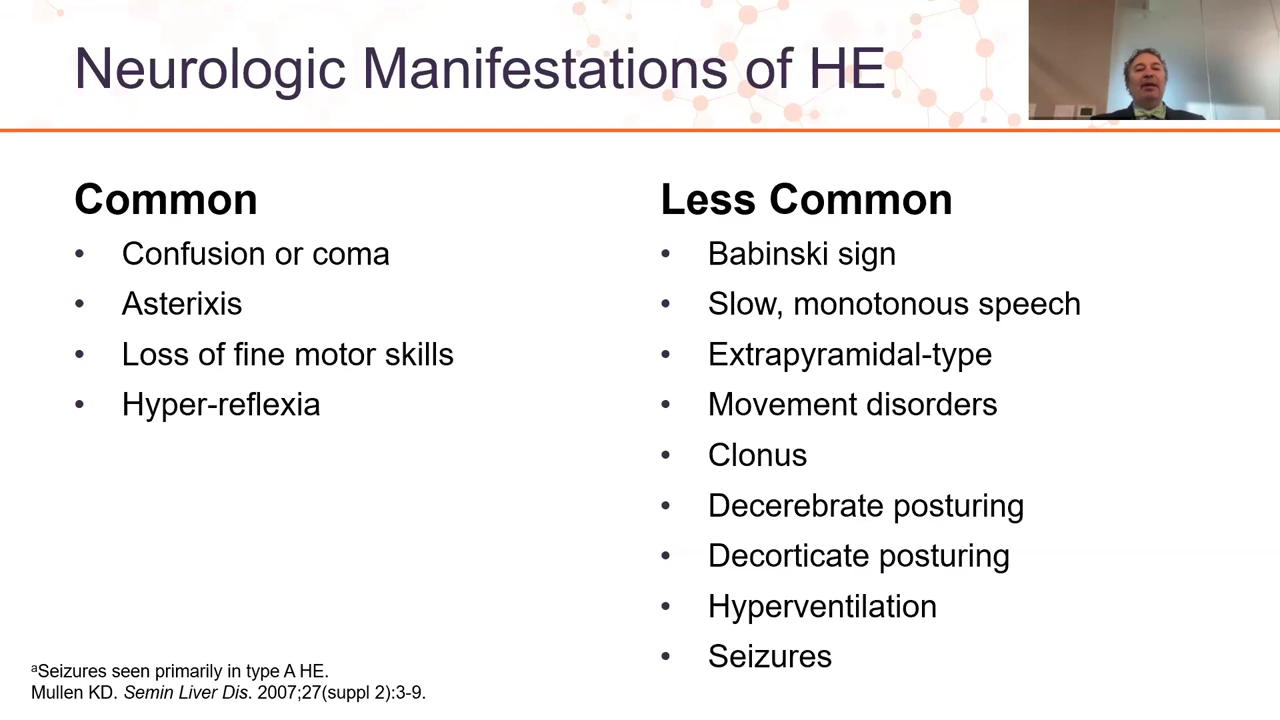 Neurologic Manifestations of HE
Common
• Confusion or coma
• Asterixis
• Loss of fine motor skills
• Hyper-reflexia
Less Common
• Babinski sign
• Slow, monotonous speech
• Extrapyramidal-type
• Movement disorders
• Clonus
• Decerebrate posturing
• Decorticate posturing
• Hyperventilation
• Seizures
ᵃSeizures seen primarily in type A HE.
Mullen KD. Semin Liver Dis. 2007;27(suppl 2):3-9.